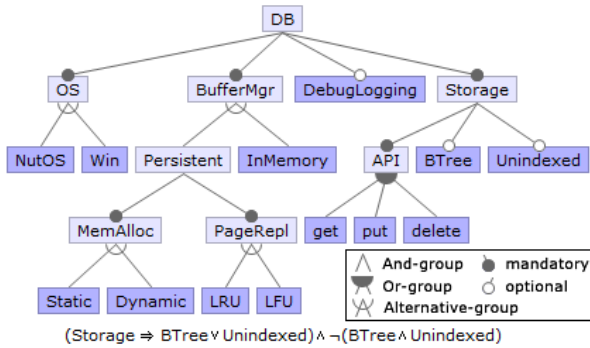 DB
OS BufferMgr DebugLogging Storage
NutOS Win Persistent InMemory API BTree Unindexed
MemAlloc PageRepl get put delete
Static Dynamic LRU LFU
And-group mandatory
Or-group optional
Alternative-group
(Storage ⇒ BTree ∨ Unindexed) ∧ ¬(BTree ∧ Unindexed)